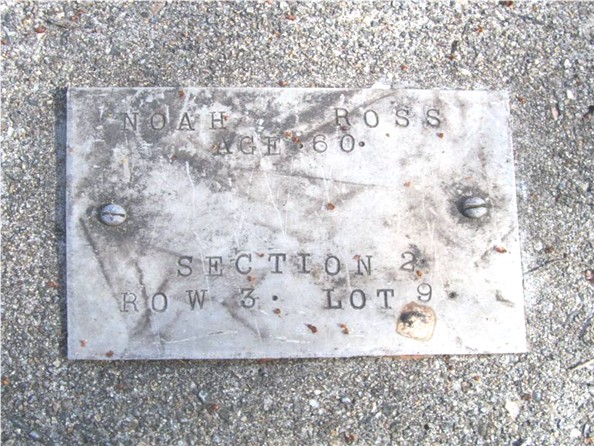 NOAH ROSS
AGE·60·
SECTION 2·
ROW 3· LOT 9